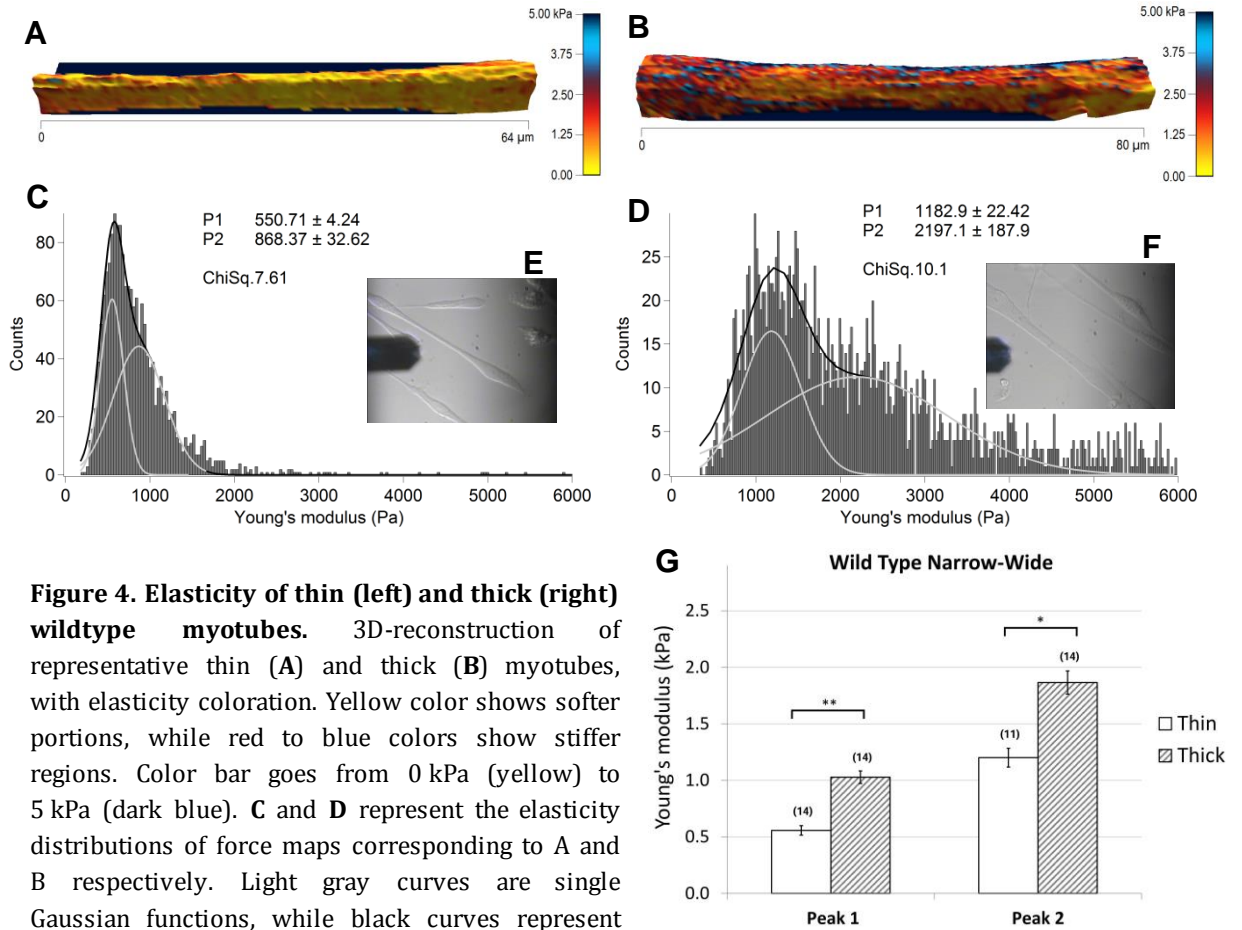 A
5.00 kPa
3.75
2.50
1.25
0.00
0
64 µm
B
5.00 kPa
3.75
2.50
1.25
0.00
0
80 µm
C
P1 550.71 ± 4.24
P2 868.37 ± 32.62
ChiSq.7.61
E
Counts
80
60
40
20
0
0 1000 2000 3000 4000 5000 6000
Young's modulus (Pa)
D
P1 1182.9 ± 22.42
P2 2197.1 ± 187.9
ChiSq.10.1
F
Counts
25
20
15
10
5
0
0 1000 2000 3000 4000 5000 6000
Young's modulus (Pa)
Figure 4. Elasticity of thin (left) and thick (right)
wildtype myotubes. 3D-reconstruction of
representative thin (A) and thick (B) myotubes,
with elasticity coloration. Yellow color shows softer
portions, while red to blue colors show stiffer
regions. Color bar goes from 0 kPa (yellow) to
5 kPa (dark blue). C and D represent the elasticity
distributions of force maps corresponding to A and
B respectively. Light gray curves are single
Gaussian functions, while black curves represent
G
Wild Type Narrow-Wide
Young's modulus (kPa)
2.5
2.0
1.5
1.0
0.5
0.0
**
(14)
(14)
*
(11)
(14)
Peak 1 Peak 2
Thin
Thick